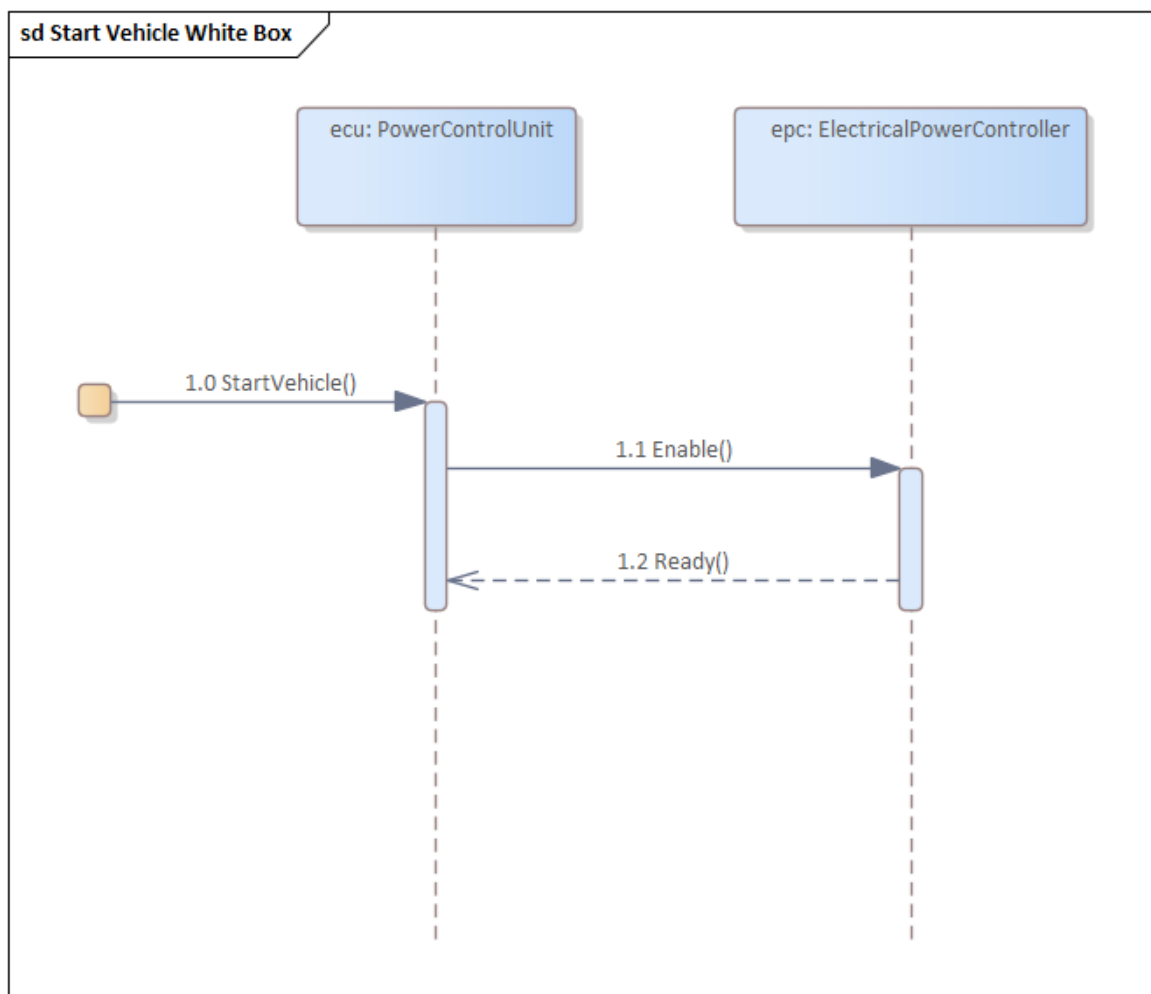 sd Start Vehicle White Box
ecu: PowerControlUnit
epc: ElectricalPowerController
1.0 StartVehicle()
1.1 Enable()
1.2 Ready()